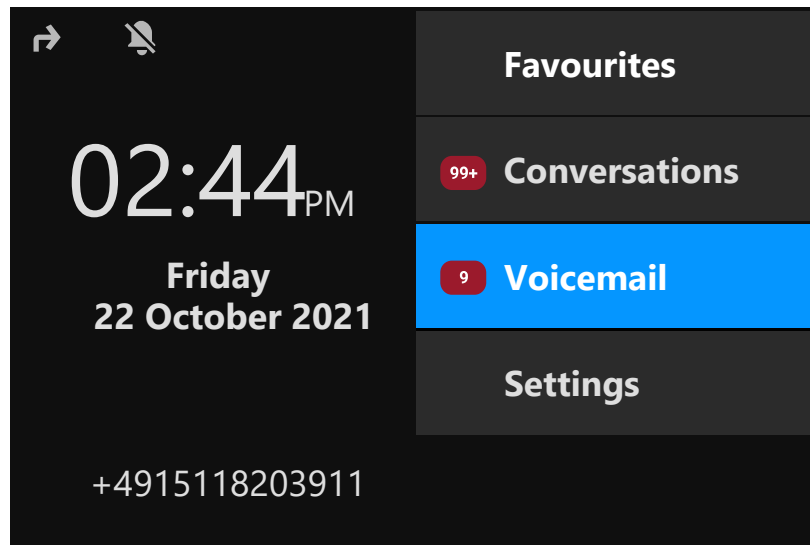 02:44PM
Friday
22 October 2021
+4915118203911
Favourites
99+ Conversations
9 Voicemail
Settings